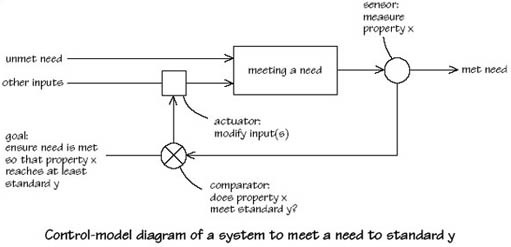 sensor:
measure
property x
unmet need
other inputs
meeting a need
met need
actuator:
modify input(s)
goal:
ensure need is met
so that property x
reaches at least
standard y
comparator:
does property x
meet standard y?
Control-model diagram of a system to meet a need to standard y